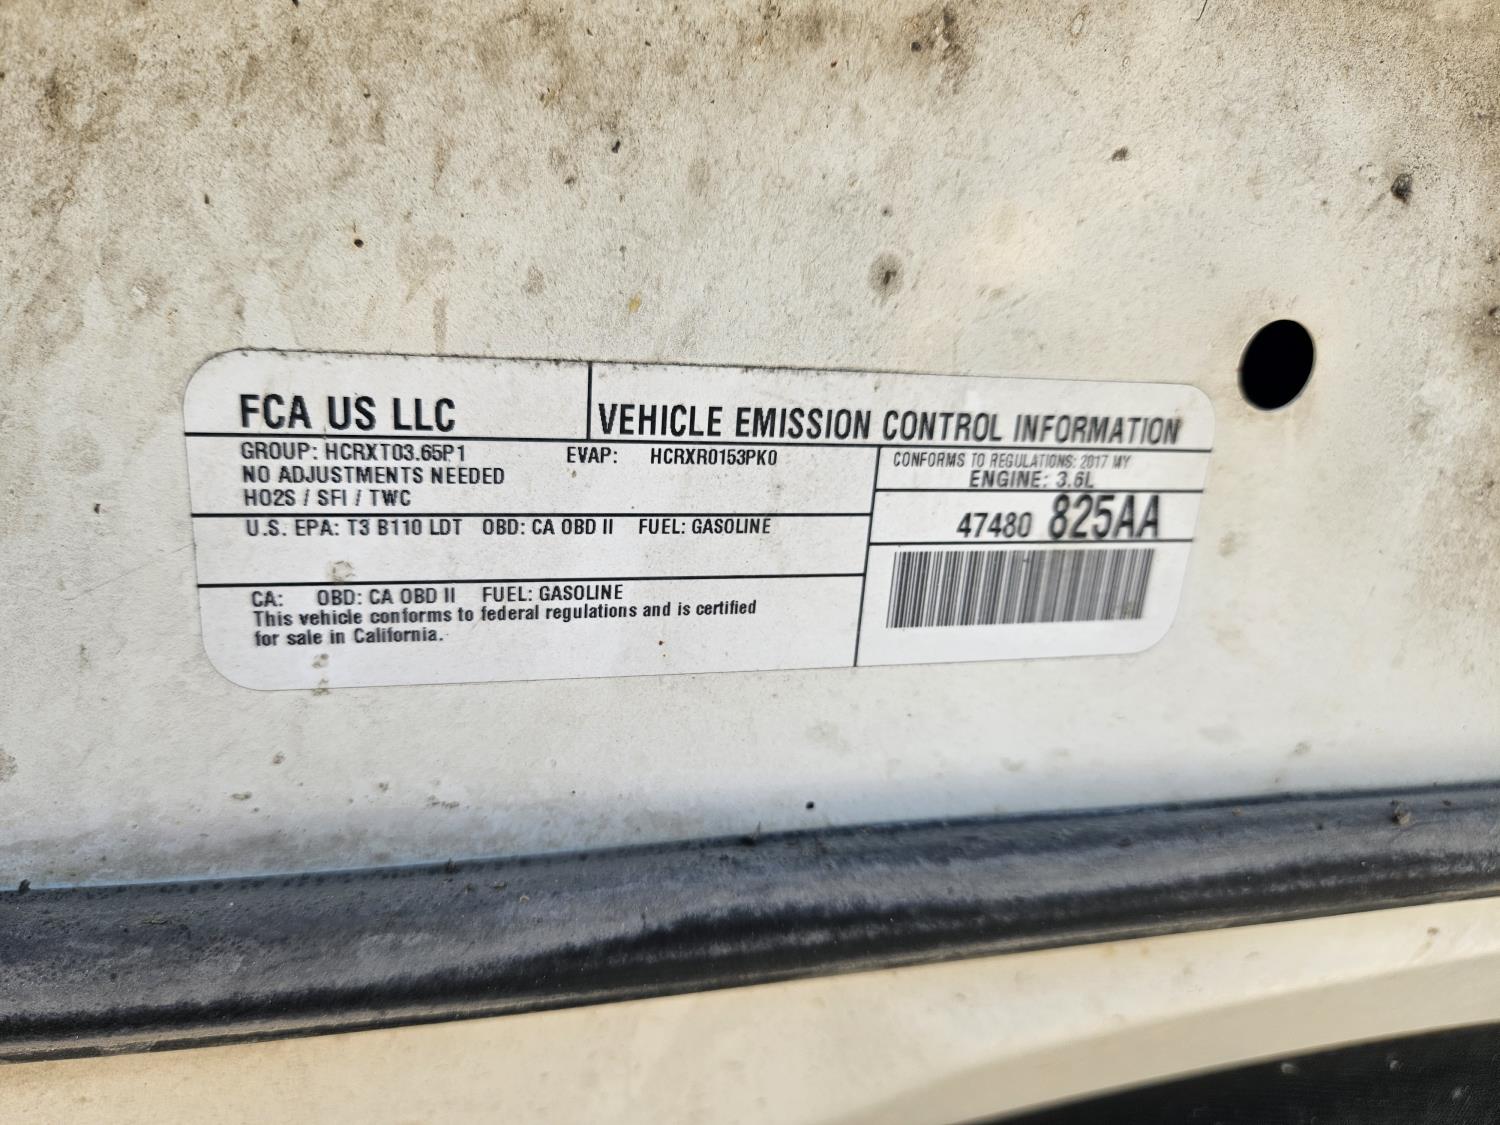 FCA US LLC
VEHICLE EMISSION CONTROL INFORMATION
GROUP: HCRXT03.65P1 EVAP: HCRXR0153PK0
NO ADJUSTMENTS NEEDED
HO2S / SFI / TWC
CONFORMS TO REGULATIONS: 2017 MY
ENGINE: 3.6L
U.S. EPA: T3 B110 LDT OBD: CA OBD II FUEL: GASOLINE
47480 825AA
CA: OBD: CA OBD II FUEL: GASOLINE
This vehicle conforms to federal regulations and is certified
for sale in California.